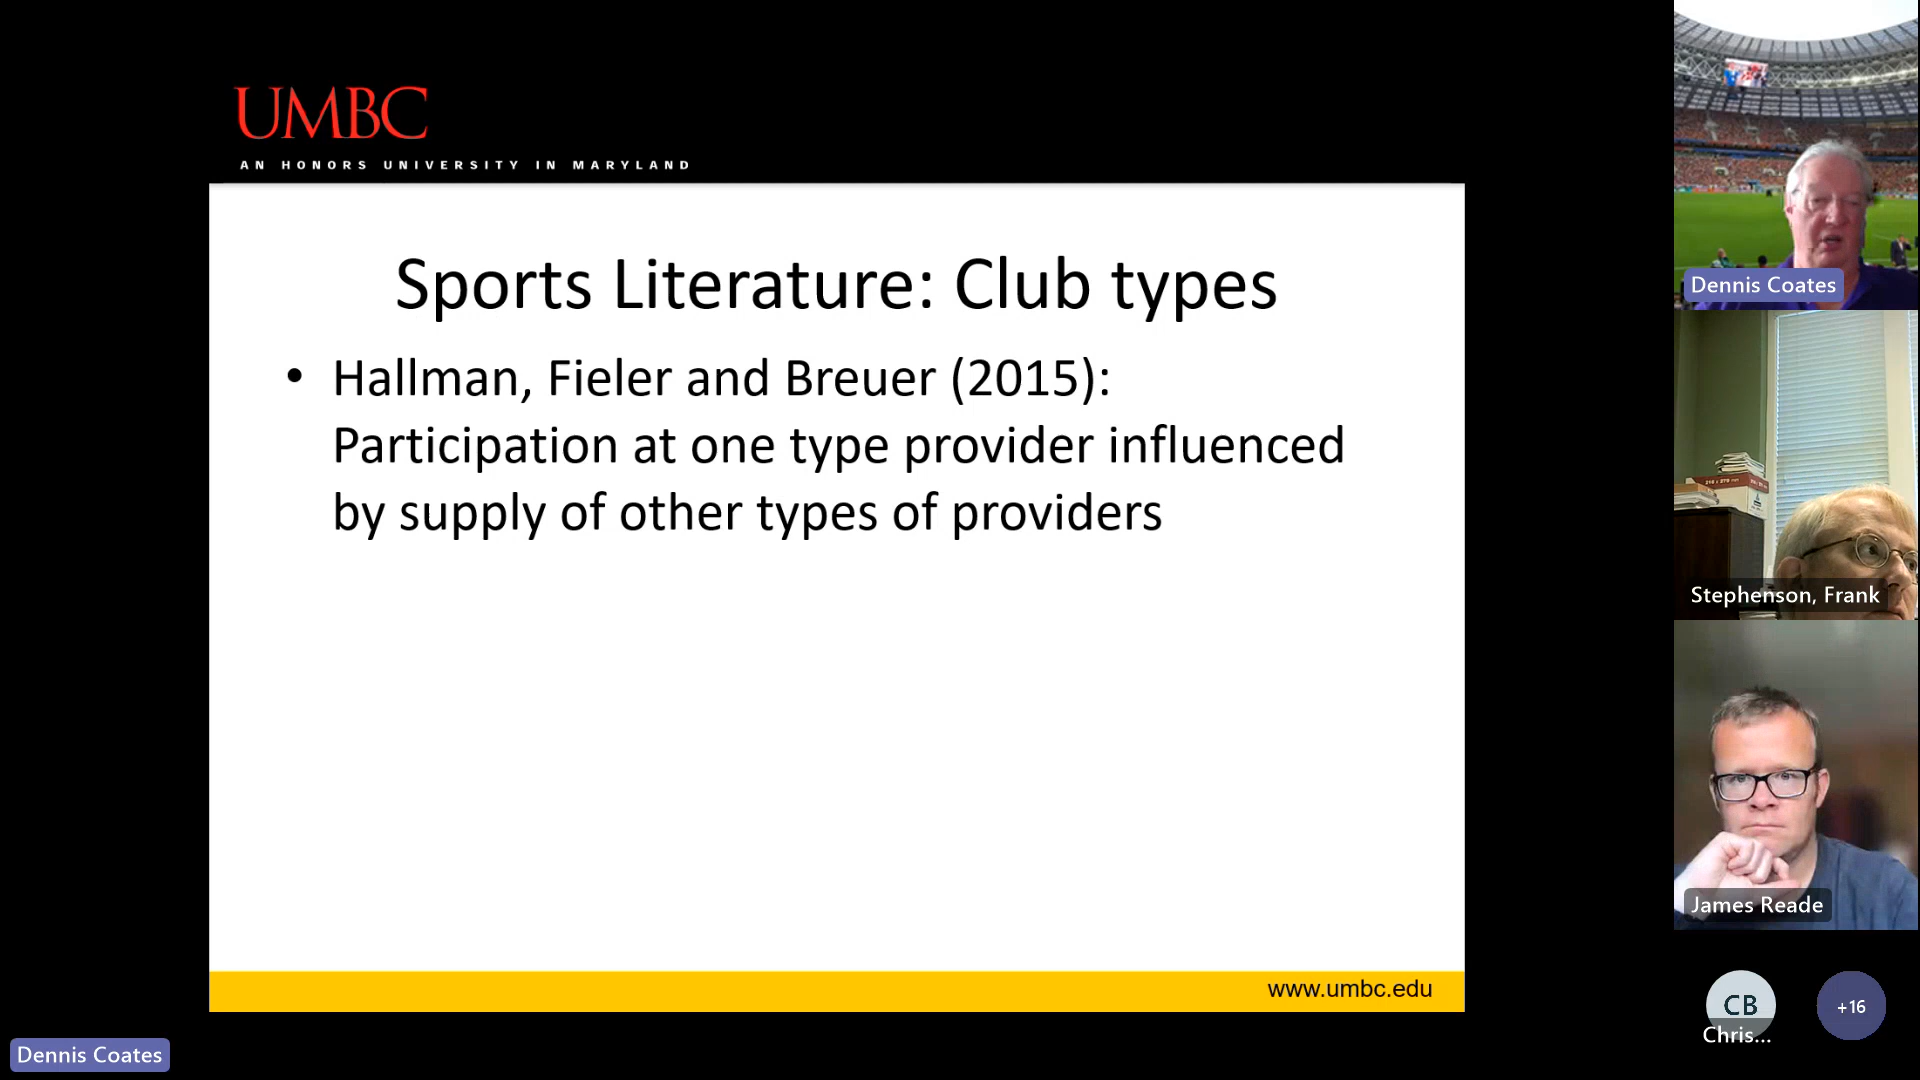 UMBC
AN HONORS UNIVERSITY IN MARYLAND
Sports Literature: Club types
• Hallman, Fieler and Breuer (2015):
Participation at one type provider influenced
by supply of other types of providers
www.umbc.edu
Dennis Coates
Stephenson, Frank
James Reade
CB
Chris...
+16
Dennis Coates